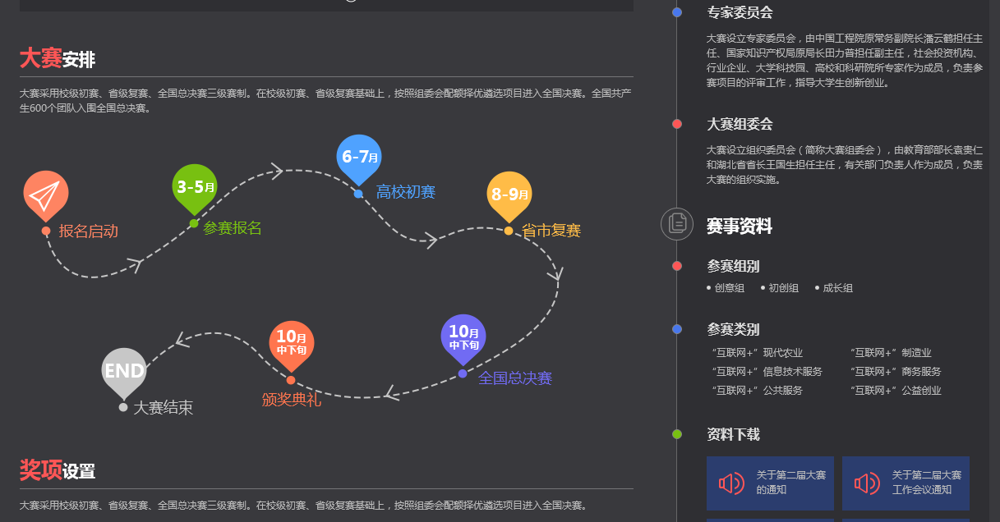 大赛安排
大赛采用校级初赛、省级复赛、全国总决赛三级赛制。在校级初赛、省级复赛基础上，按照组委会配额择优遴选项目进入全国决赛。全国共产
生600个团队入围全国总决赛。
报名启动
3-5月
参赛报名
6-7月
高校初赛
8-9月
省市复赛
10月
中下旬
全国总决赛
10月
中下旬
颁奖典礼
END
大赛结束
奖项设置
大赛采用校级初赛、省级复赛、全国总决赛三级赛制。在校级初赛、省级复赛基础上，按照组委会配额择优遴选项目进入全国决赛。
专家委员会
大赛设立专家委员会，由中国工程院原常务副院长潘云鹤担任主
任、国家知识产权局原局长田力普担任副主任，社会投资机构、
行业企业、大学科技园、高校和科研院所专家作为成员，负责参
赛项目的评审工作，指导大学生创新创业。
大赛组委会
大赛设立组织委员会（简称大赛组委会），由教育部部长袁贵仁
和湖北省省长王国生担任主任，有关部门负责人作为成员，负责
大赛的组织实施。
赛事资料
参赛组别
• 创意组 • 初创组 • 成长组
参赛类别
“互联网+”现代农业 “互联网+”制造业
“互联网+”信息技术服务 “互联网+”商务服务
“互联网+”公共服务 “互联网+”公益创业
资料下载
关于第二届大赛
的通知
关于第二届大赛
工作会议通知